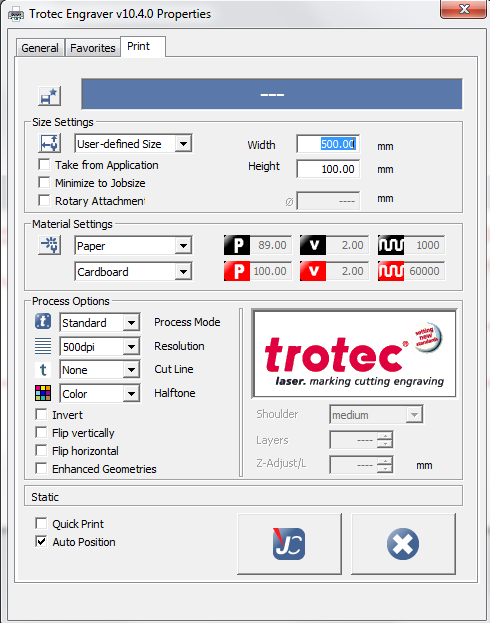 Trotec Engraver v10.4.0 Properties
General Favorites Print
---
Size Settings
User-defined Size Width 500.00 mm
Take from Application Height 100.00 mm
Minimize to Jobsize
Rotary Attachment ø ---- mm
Material Settings
Paper P 89.00 v 2.00 1000
Cardboard P 100.00 v 2.00 60000
Process Options
t Standard Process Mode
500dpi Resolution
t None Cut Line
Color Halftone
setting new standards
trotec®
laser. marking cutting engraving
Invert
Flip vertically
Flip horizontal
Enhanced Geometries
Shoulder medium
Layers ----
Z-Adjust/L ---- mm
Static
Quick Print
Auto Position
JC